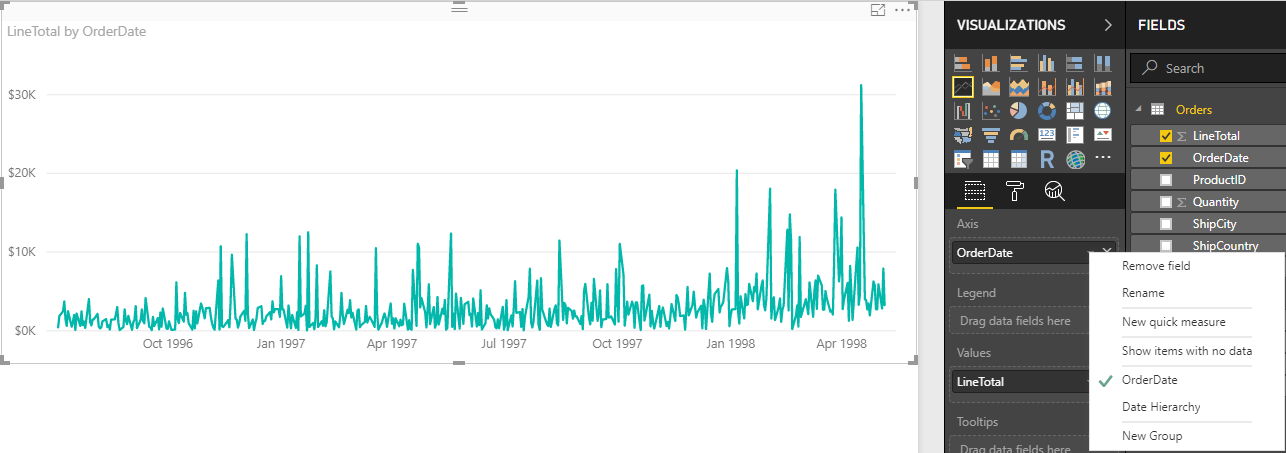 LineTotal by OrderDate
$30K
$20K
$10K
$0K
Oct 1996
Jan 1997
Apr 1997
Jul 1997
Oct 1997
Jan 1998
Apr 1998
VISUALIZATIONS
123
R
Axis
OrderDate
Legend
Drag data fields here
Values
LineTotal
Tooltips
Drag data fields here
FIELDS
Search
Orders
Σ LineTotal
OrderDate
ProductID
Σ Quantity
ShipCity
ShipCountry
Remove field
Rename
New quick measure
Show items with no data
OrderDate
Date Hierarchy
New Group